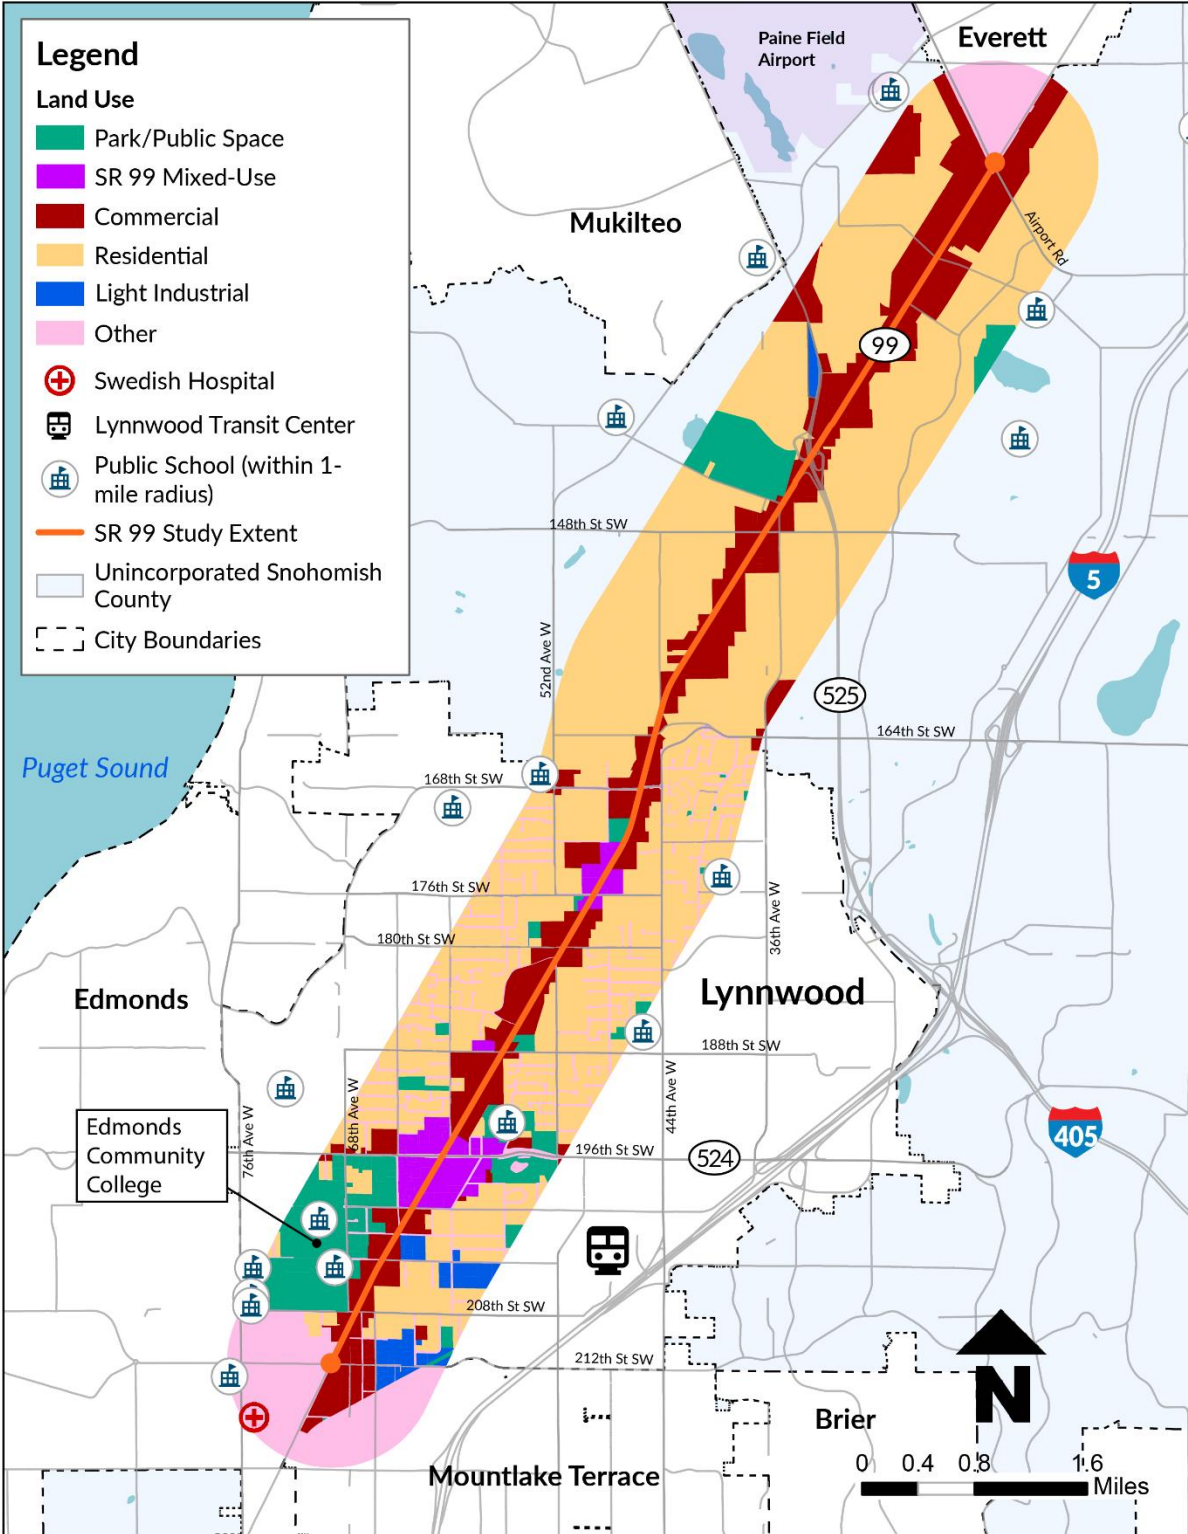 Legend
Land Use
Park/Public Space
SR 99 Mixed-Use
Commercial
Residential
Light Industrial
Other
Swedish Hospital
Lynnwood Transit Center
Public School (within 1-
mile radius)
SR 99 Study Extent
Unincorporated Snohomish
County
City Boundaries
Paine Field
Airport
Everett
Mukilteo
Airport Rd
99
148th St SW
5
52nd Ave W
525
164th St SW
Puget Sound
168th St SW
176th St SW
36th Ave W
180th St SW
Edmonds
Lynnwood
188th St SW
44th Ave W
68th Ave W
76th Ave W
Edmonds
Community
College
196th St SW
524
405
208th St SW
212th St SW
N
Brier
Mountlake Terrace
0 0.4 0.8 1.6
Miles